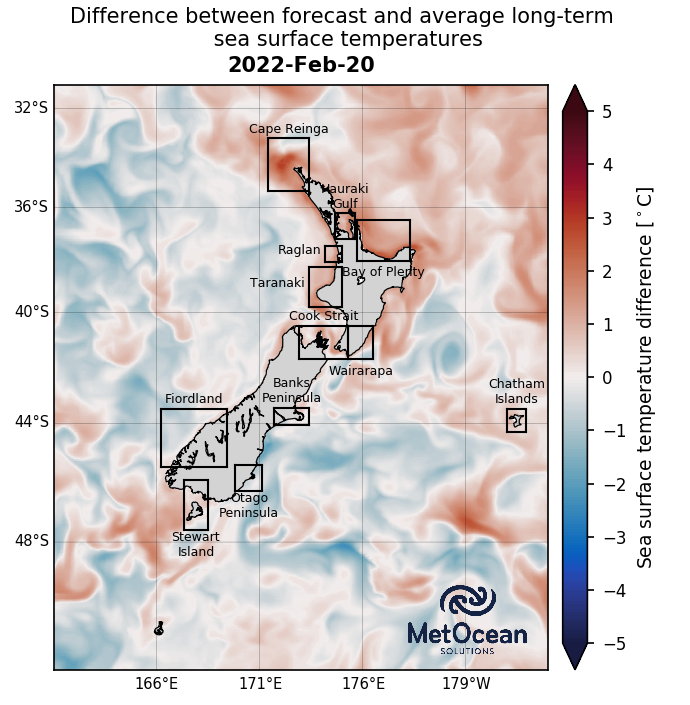 Difference between forecast and average long-term
sea surface temperatures
2022-Feb-20
32°S
36°S
40°S
44°S
48°S
166°E
171°E
176°E
179°W
Cape Reinga
Hauraki
Gulf
Raglan
Bay of Plenty
Taranaki
Cook Strait
Wairarapa
Banks
Peninsula
Fiordland
Chatham
Islands
Otago
Peninsula
Stewart
Island
MetOcean
SOLUTIONS
5
4
3
2
1
0
−1
−2
−3
−4
−5
Sea surface temperature difference [°C]